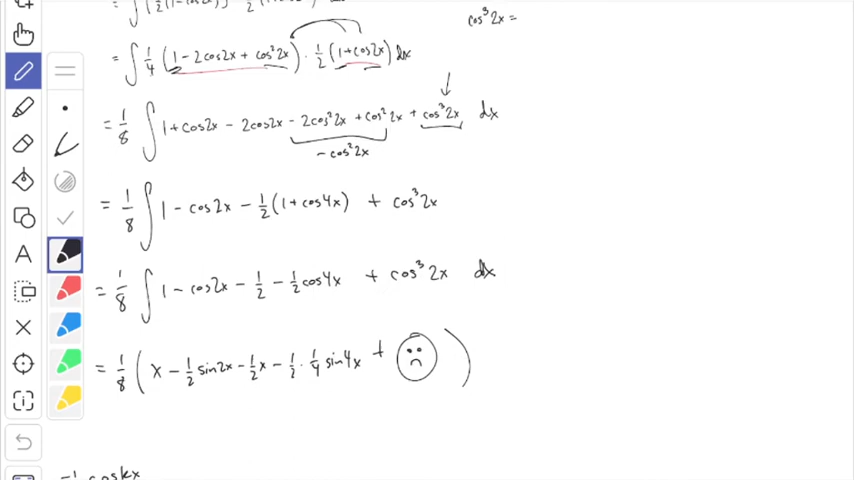 cos³2x =
= ∫ 1/4 (1 - 2cos2x + cos²2x) · 1/2 (1 + cos2x) dx
= 1/8 ∫ 1 + cos2x - 2cos2x - 2cos²2x + cos²2x + cos³2x dx
- cos²2x
= 1/8 ∫ 1 - cos2x - 1/2 (1 + cos4x) + cos³2x
= 1/8 ∫ 1 - cos2x - 1/2 - 1/2 cos4x + cos³2x dx
= 1/8 ( x - 1/2 sin2x - 1/2 x - 1/2 · 1/4 sin4x + )
A